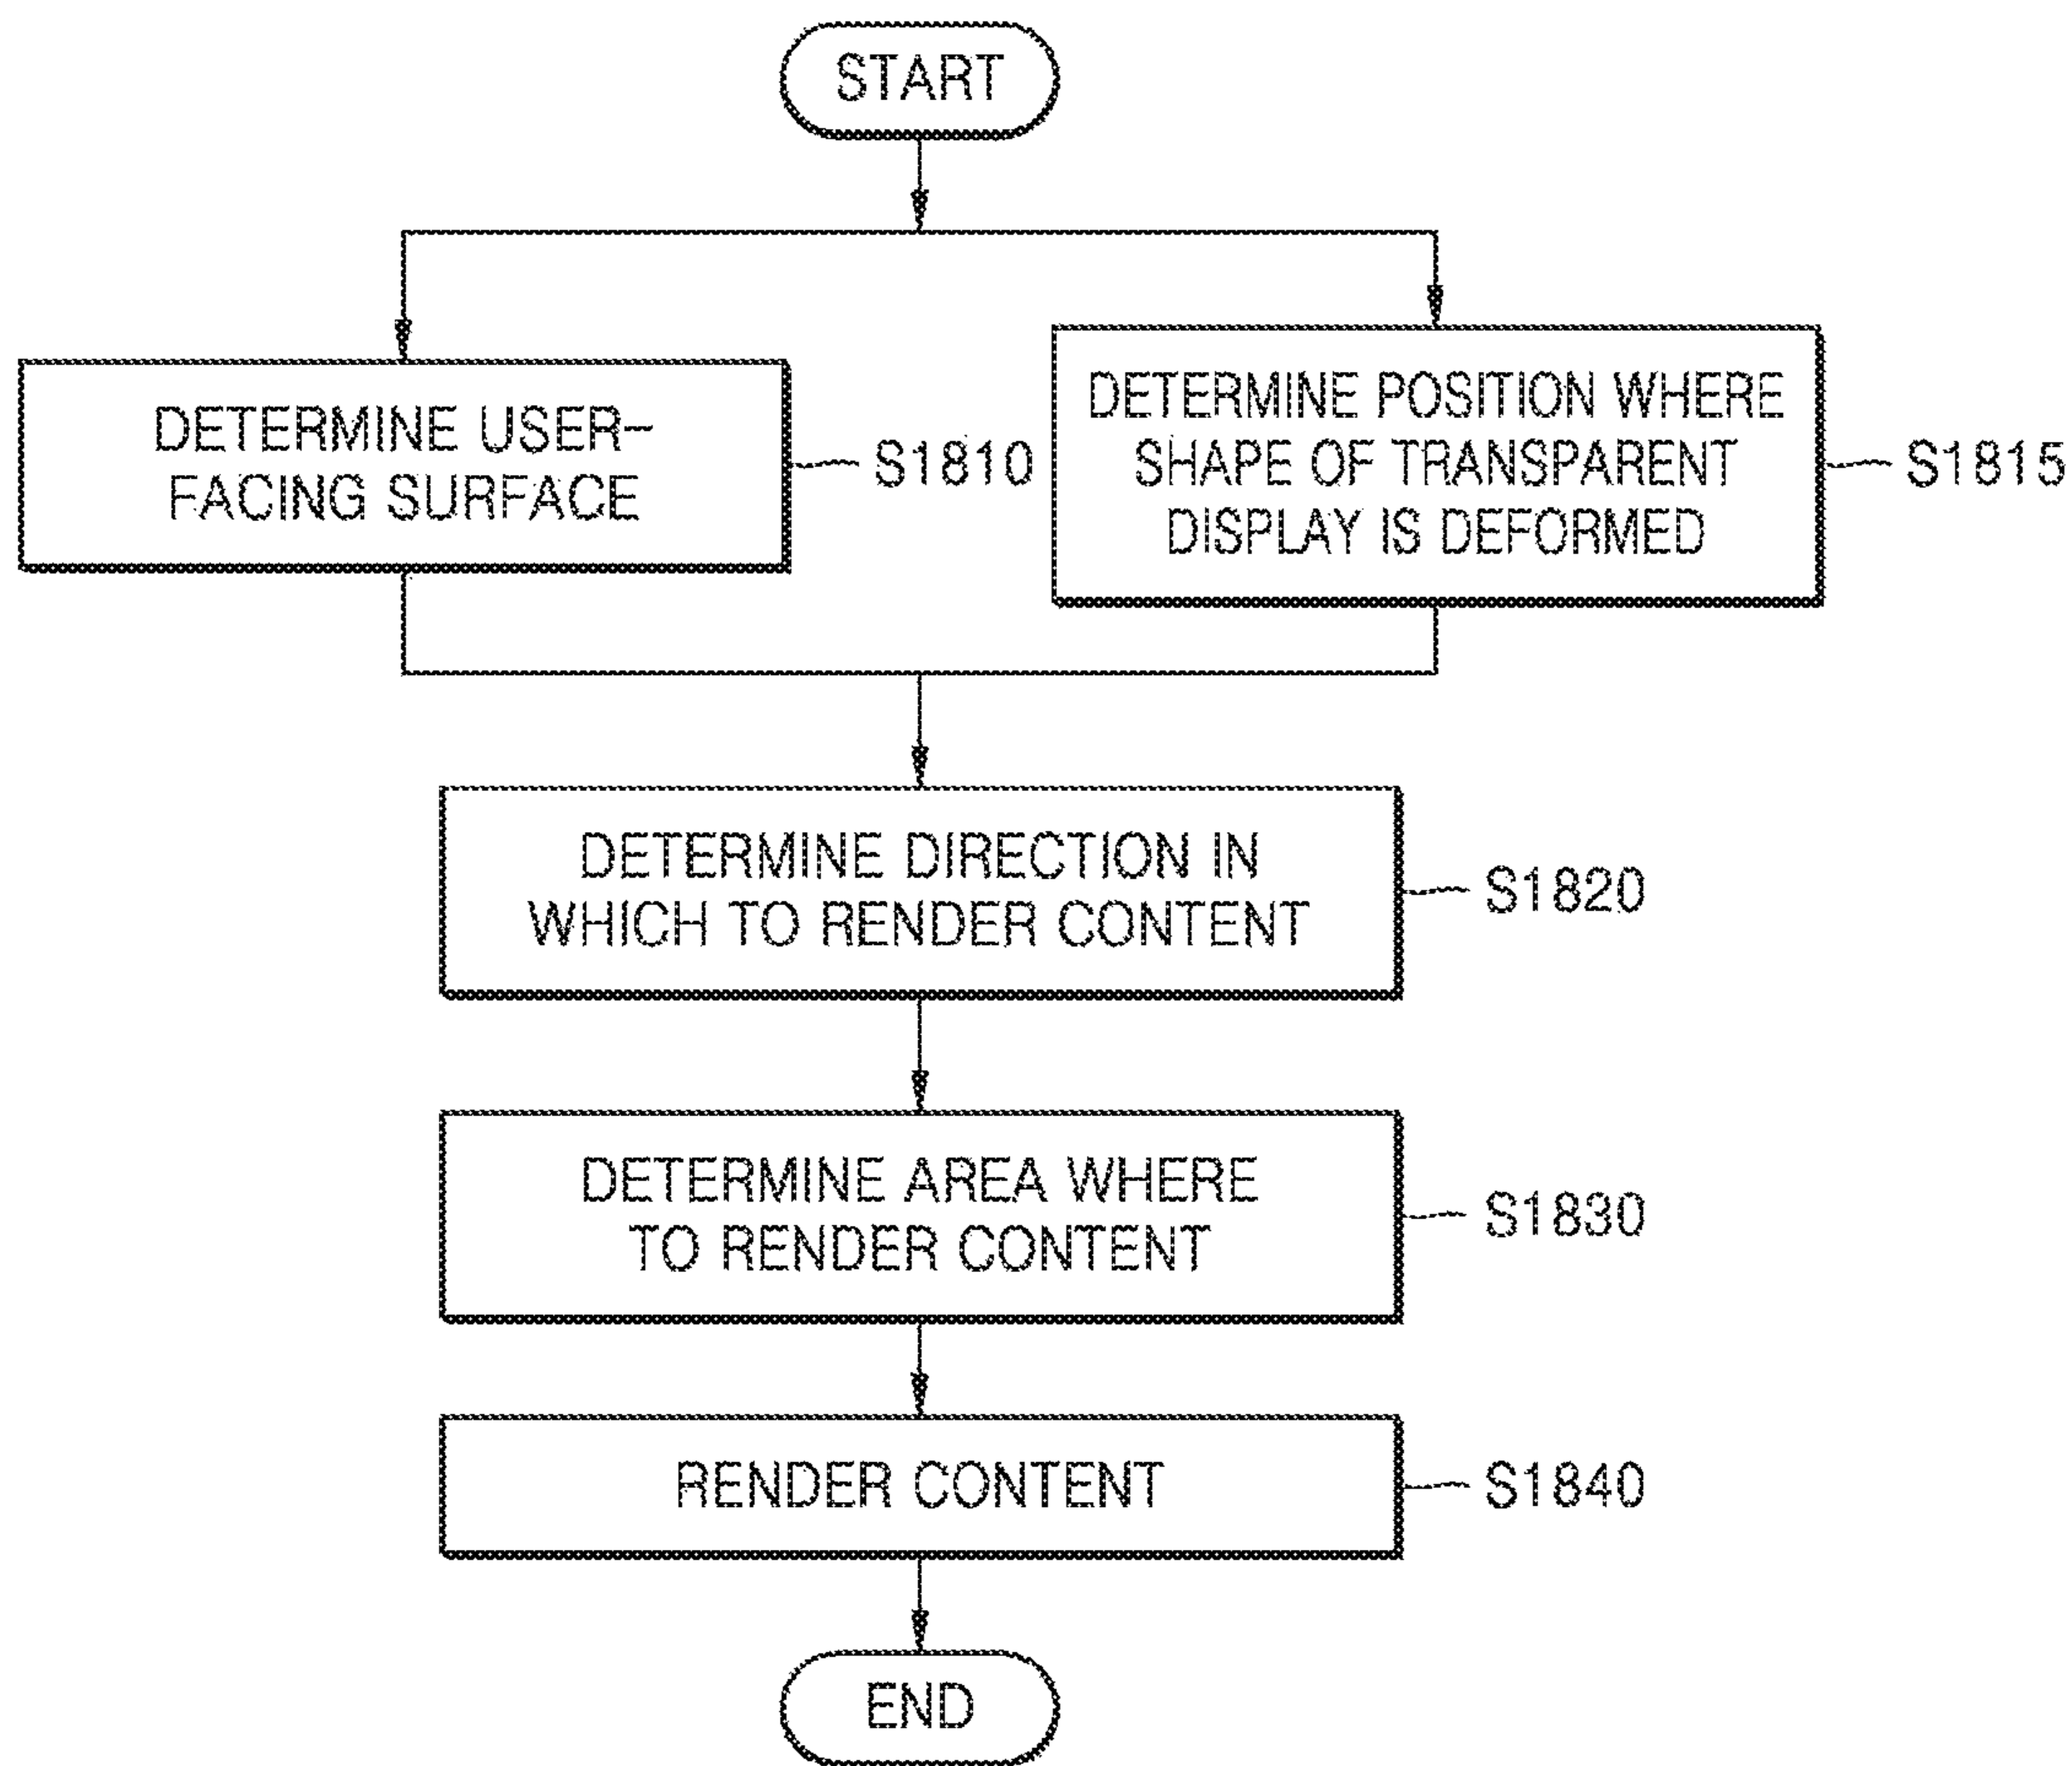 START
DETERMINE USER-
FACING SURFACE
S1810
DETERMINE POSITION WHERE
SHAPE OF TRANSPARENT
DISPLAY IS DEFORMED
S1815
DETERMINE DIRECTION IN
WHICH TO RENDER CONTENT
S1820
DETERMINE AREA WHERE
TO RENDER CONTENT
S1830
RENDER CONTENT
S1840
END